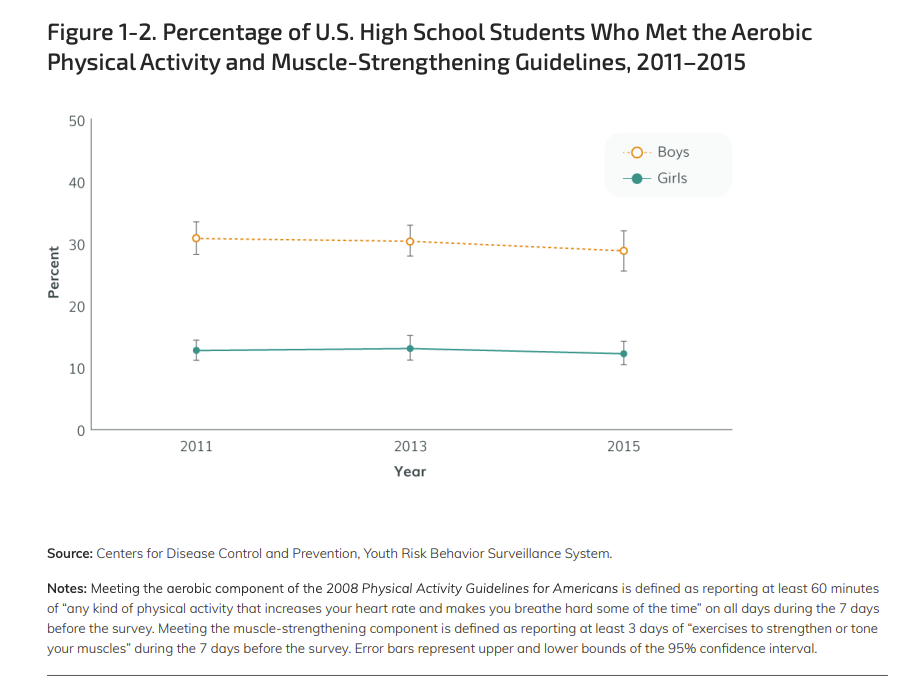 Figure 1-2. Percentage of U.S. High School Students Who Met the Aerobic
Physical Activity and Muscle-Strengthening Guidelines, 2011–2015
50
Boys
Girls
40
30
20
10
0
Percent
2011
2013
2015
Year
Source: Centers for Disease Control and Prevention, Youth Risk Behavior Surveillance System.
Notes: Meeting the aerobic component of the 2008 Physical Activity Guidelines for Americans is defined as reporting at least 60 minutes
of “any kind of physical activity that increases your heart rate and makes you breathe hard some of the time” on all days during the 7 days
before the survey. Meeting the muscle-strengthening component is defined as reporting at least 3 days of “exercises to strengthen or tone
your muscles” during the 7 days before the survey. Error bars represent upper and lower bounds of the 95% confidence interval.